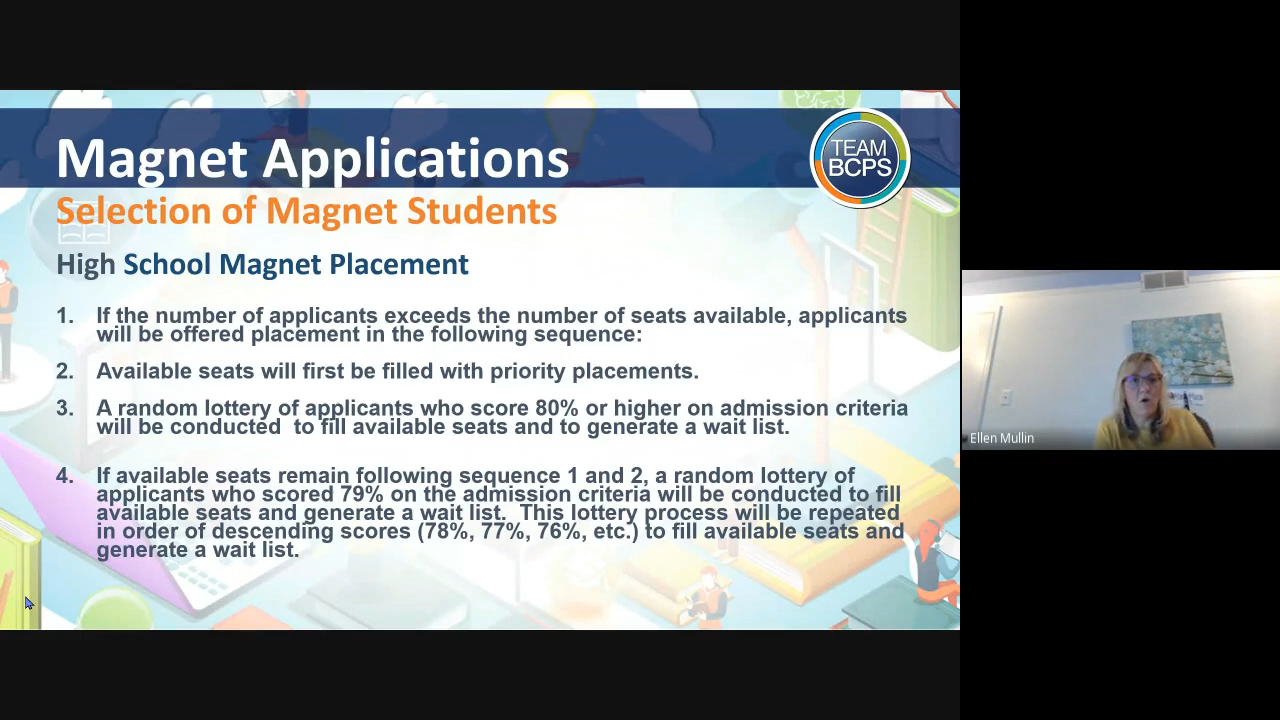 Magnet Applications
TEAM
BCPS
Selection of Magnet Students
High School Magnet Placement
1. If the number of applicants exceeds the number of seats available, applicants
will be offered placement in the following sequence:
2. Available seats will first be filled with priority placements.
3. A random lottery of applicants who score 80% or higher on admission criteria
will be conducted to fill available seats and to generate a wait list.
4. If available seats remain following sequence 1 and 2, a random lottery of
applicants who scored 79% on the admission criteria will be conducted to fill
available seats and generate a wait list. This lottery process will be repeated
in order of descending scores (78%, 77%, 76%, etc.) to fill available seats and
generate a wait list.
Ellen Mullin